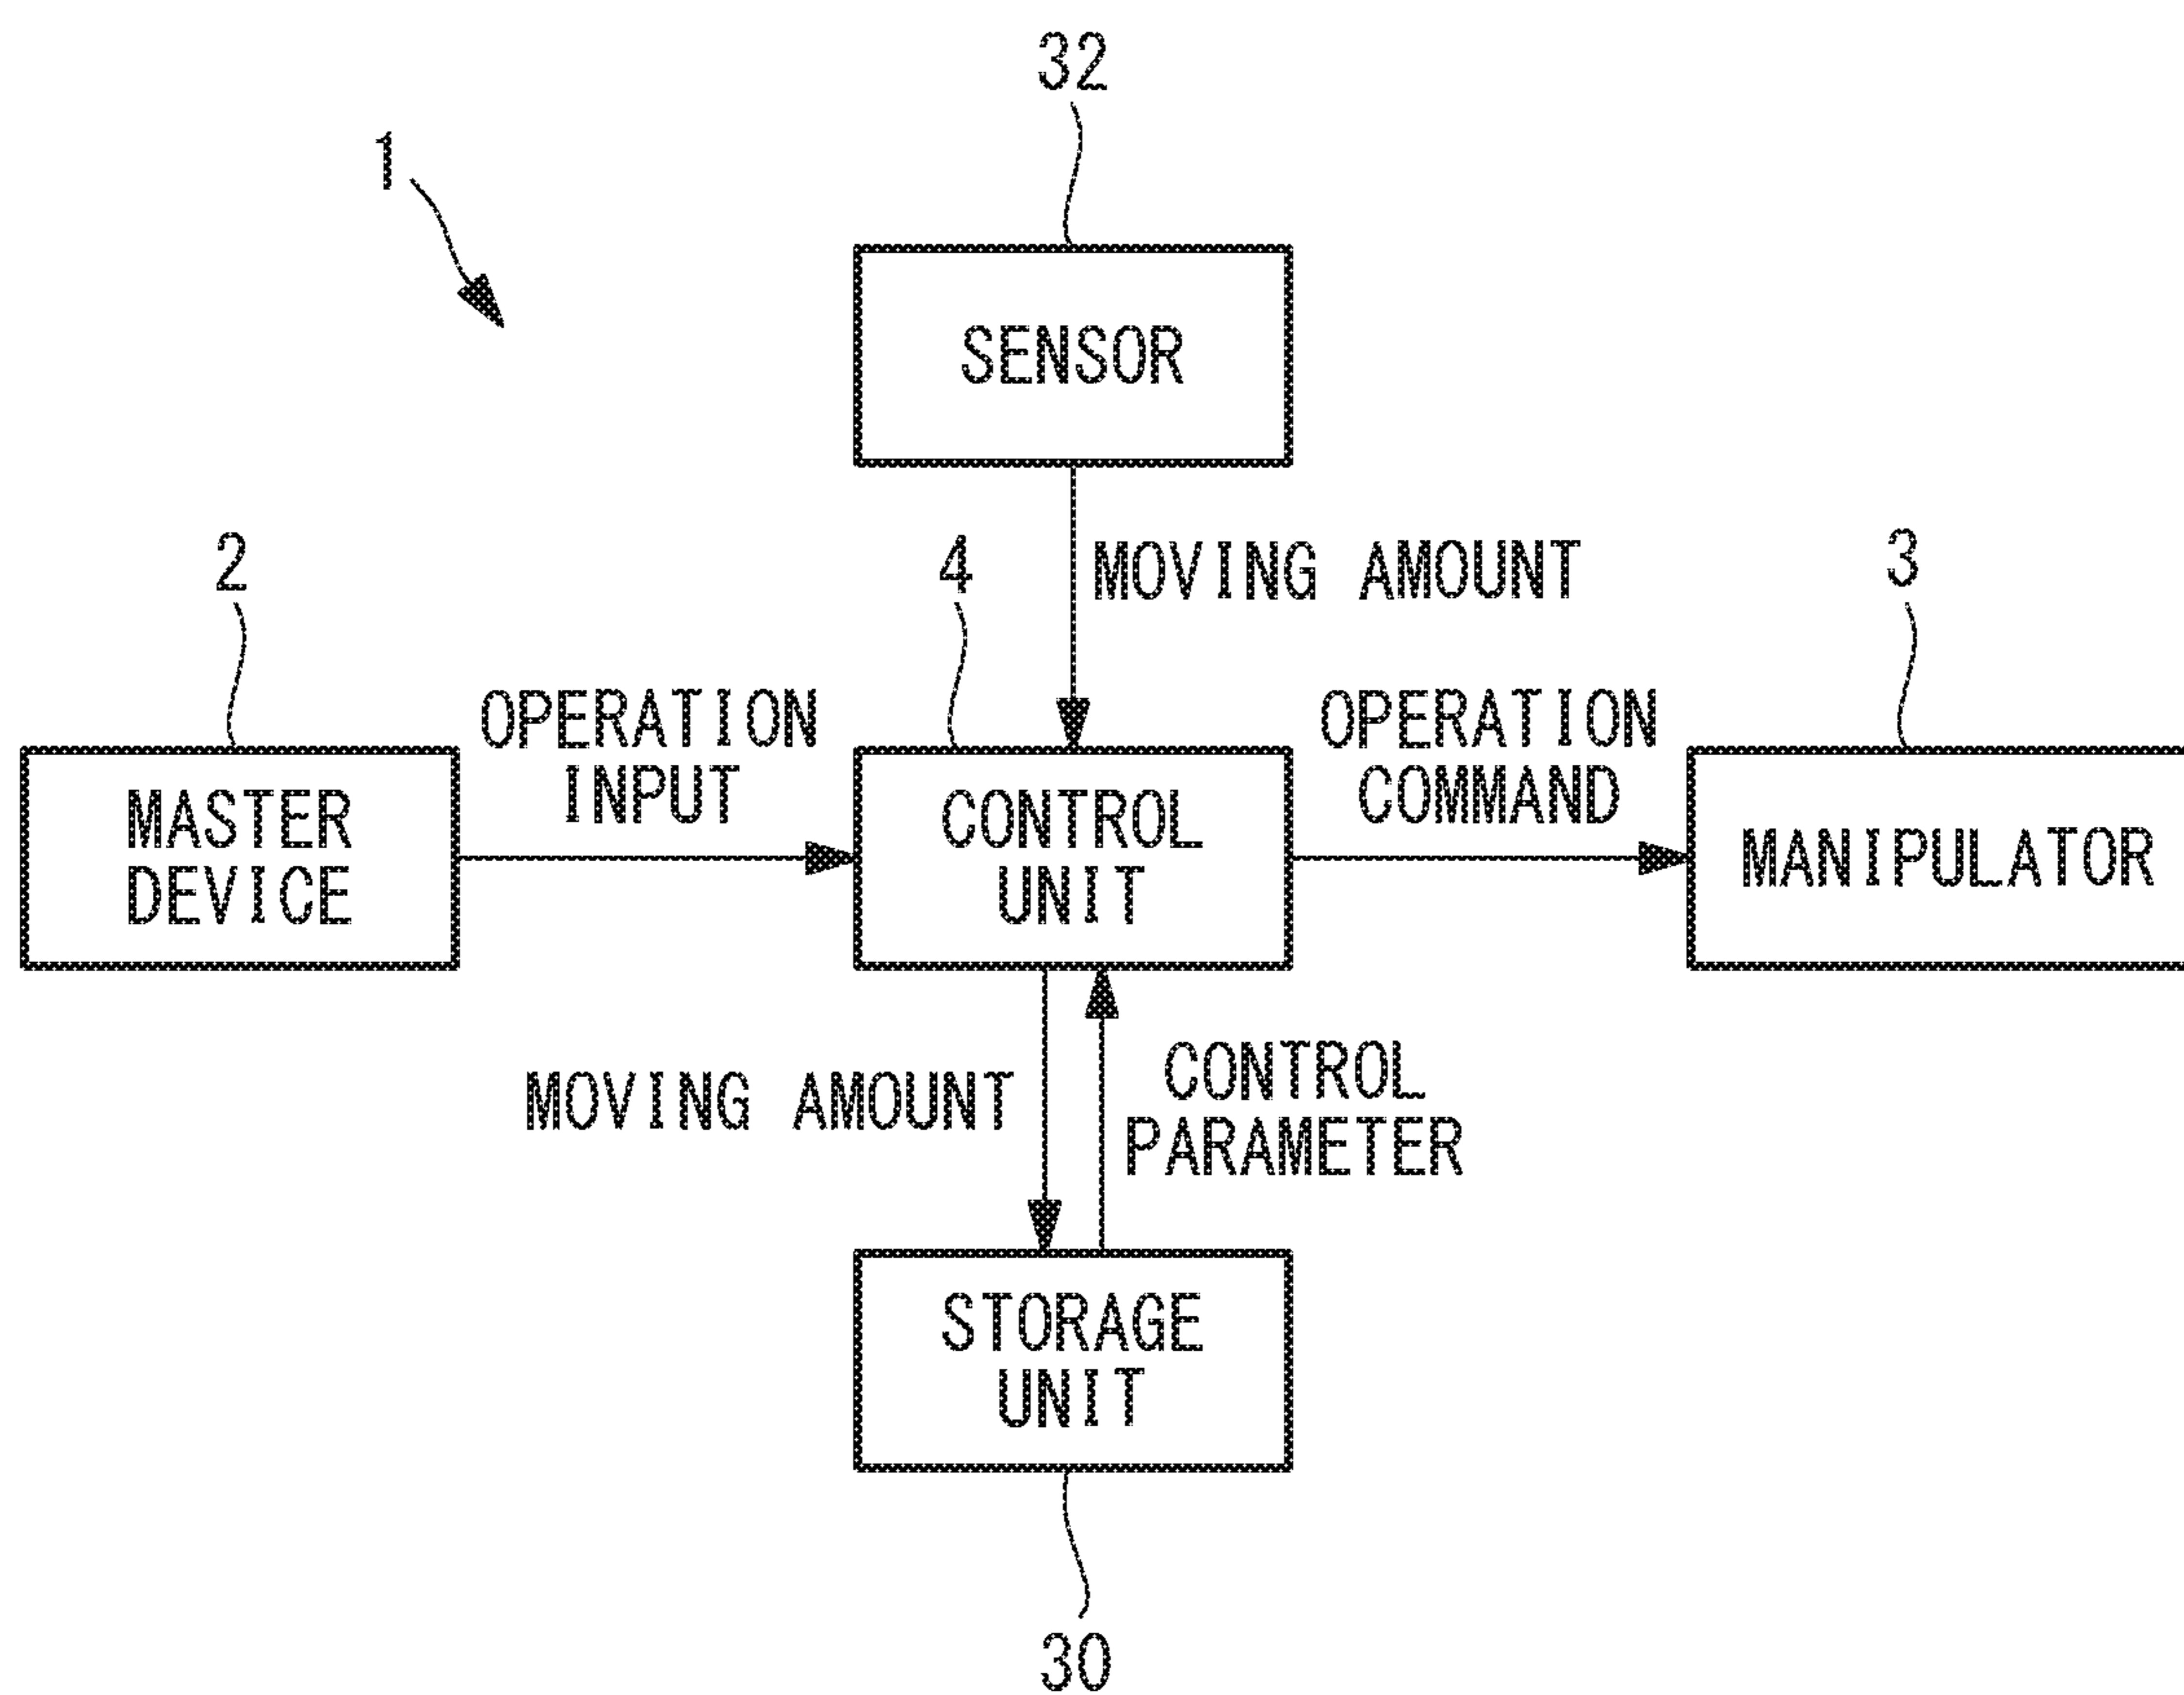 32
1
SENSOR
2
4
MOVING AMOUNT
3
OPERATION
INPUT
OPERATION
COMMAND
MASTER
DEVICE
CONTROL
UNIT
MANIPULATOR
MOVING AMOUNT
CONTROL
PARAMETER
STORAGE
UNIT
30